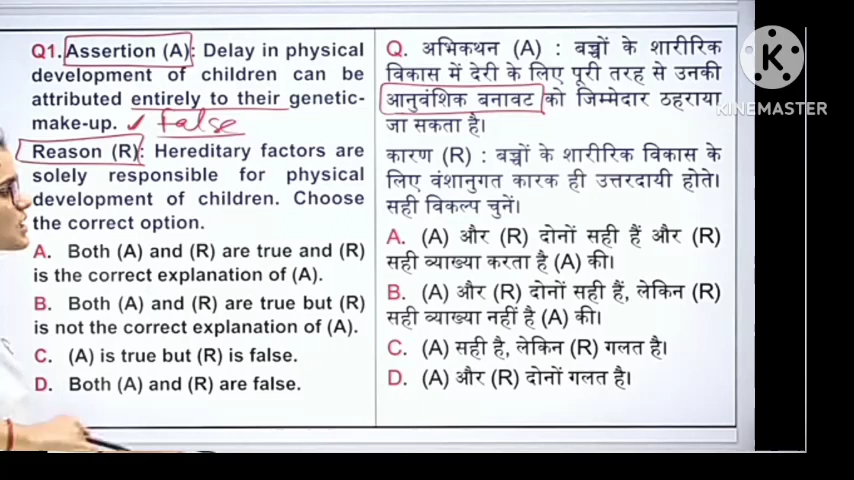 Q1. Assertion (A): Delay in physical
development of children can be
attributed entirely to their genetic-
make-up. ✓ False
Reason (R): Hereditary factors are
solely responsible for physical
development of children. Choose
the correct option.
A. Both (A) and (R) are true and (R)
is the correct explanation of (A).
B. Both (A) and (R) are true but (R)
is not the correct explanation of (A).
C. (A) is true but (R) is false.
D. Both (A) and (R) are false.
Q. अभिकथन (A) : बच्चों के शारीरिक
विकास में देरी के लिए पूरी तरह से उनकी
आनुवंशिक बनावट को जिम्मेदार ठहराया
जा सकता है।
कारण (R) : बच्चों के शारीरिक विकास के
लिए वंशानुगत कारक ही उत्तरदायी होते।
सही विकल्प चुनें।
A. (A) और (R) दोनों सही हैं और (R)
सही व्याख्या करता है (A) की।
B. (A) और (R) दोनों सही हैं, लेकिन (R)
सही व्याख्या नहीं है (A) की।
C. (A) सही है, लेकिन (R) गलत है।
D. (A) और (R) दोनों गलत है।
K
KINEMASTER